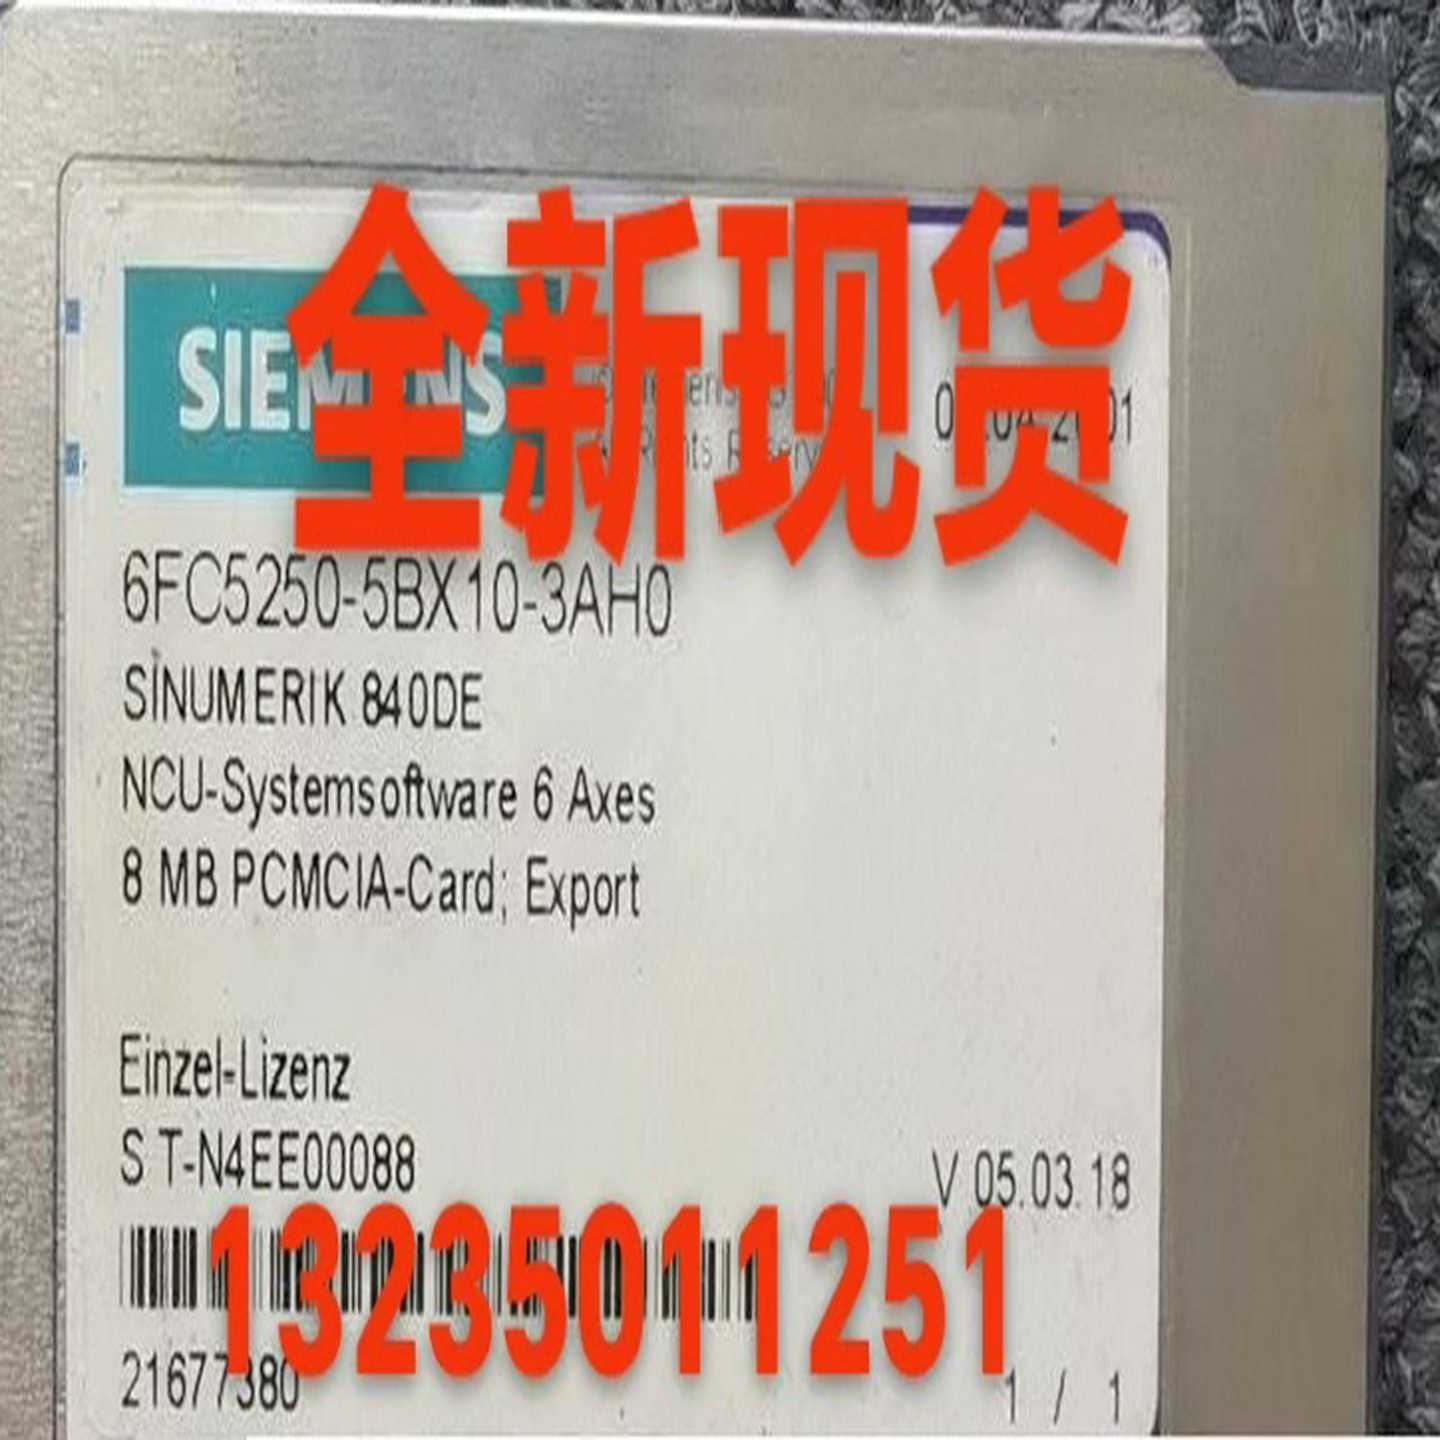 全新现货
SIEMENS
6FC5250-5BX10-3AH0
SINUMERIK 840DE
NCU-Systemsoftware 6 Axes
8 MB PCMCIA-Card; Export
Einzel-Lizenz
S T-N4EE00088
V 05.03.18
13235011251
21677380
1 / 1